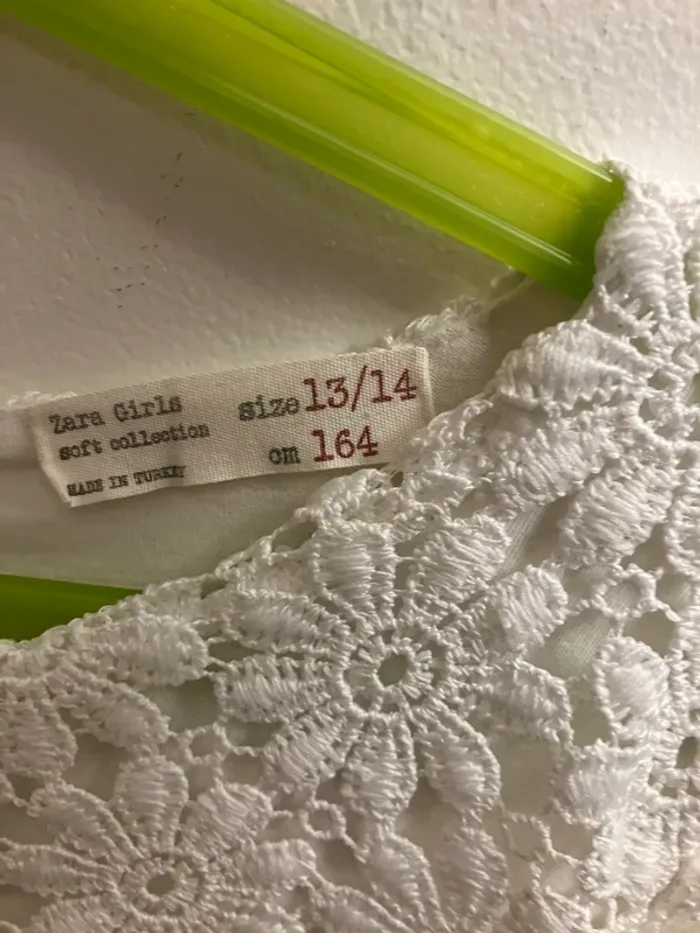 Zara Girls
soft collection
MADE IN TURKEY
size 13/14
cm 164